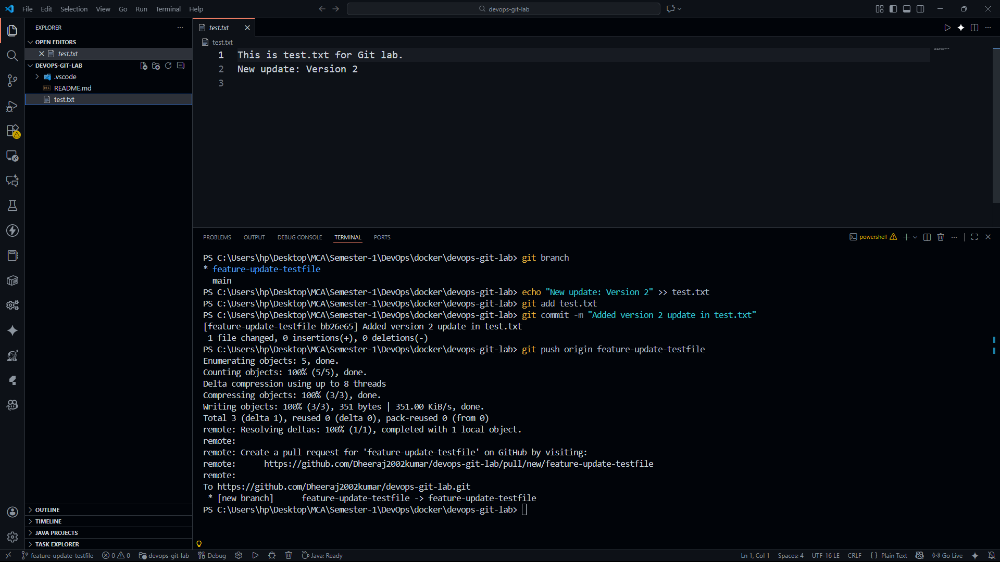 File Edit Selection View Go Run Terminal Help
devops-git-lab
EXPLORER
OPEN EDITORS
test.txt
DEVOPS-GIT-LAB
.vscode
README.md
test.txt
OUTLINE
TIMELINE
JAVA PROJECTS
TASK EXPLORER
test.txt
test.txt
1 This is test.txt for Git lab.
2 New update: Version 2
3
PROBLEMS OUTPUT DEBUG CONSOLE TERMINAL PORTS
powershell
PS C:\Users\hp\Desktop\MCA\Semester-1\DevOps\docker\devops-git-lab> git branch
* feature-update-testfile
main
PS C:\Users\hp\Desktop\MCA\Semester-1\DevOps\docker\devops-git-lab> echo "New update: Version 2" >> test.txt
PS C:\Users\hp\Desktop\MCA\Semester-1\DevOps\docker\devops-git-lab> git add test.txt
PS C:\Users\hp\Desktop\MCA\Semester-1\DevOps\docker\devops-git-lab> git commit -m "Added version 2 update in test.txt"
[feature-update-testfile bb26e65] Added version 2 update in test.txt
1 file changed, 0 insertions(+), 0 deletions(-)
PS C:\Users\hp\Desktop\MCA\Semester-1\DevOps\docker\devops-git-lab> git push origin feature-update-testfile
Enumerating objects: 5, done.
Counting objects: 100% (5/5), done.
Delta compression using up to 8 threads
Compressing objects: 100% (3/3), done.
Writing objects: 100% (3/3), 351 bytes | 351.00 KiB/s, done.
Total 3 (delta 1), reused 0 (delta 0), pack-reused 0 (from 0)
remote: Resolving deltas: 100% (1/1), completed with 1 local object.
remote:
remote: Create a pull request for 'feature-update-testfile' on GitHub by visiting:
remote: https://github.com/Dheeraj2002kumar/devops-git-lab/pull/new/feature-update-testfile
remote:
To https://github.com/Dheeraj2002kumar/devops-git-lab.git
* [new branch] feature-update-testfile -> feature-update-testfile
PS C:\Users\hp\Desktop\MCA\Semester-1\DevOps\docker\devops-git-lab>
feature-update-testfile 0 0 devops-git-lab Debug Java: Ready Ln 1, Col 1 Spaces: 4 UTF-16 LE CRLF { } Plain Text Go Live